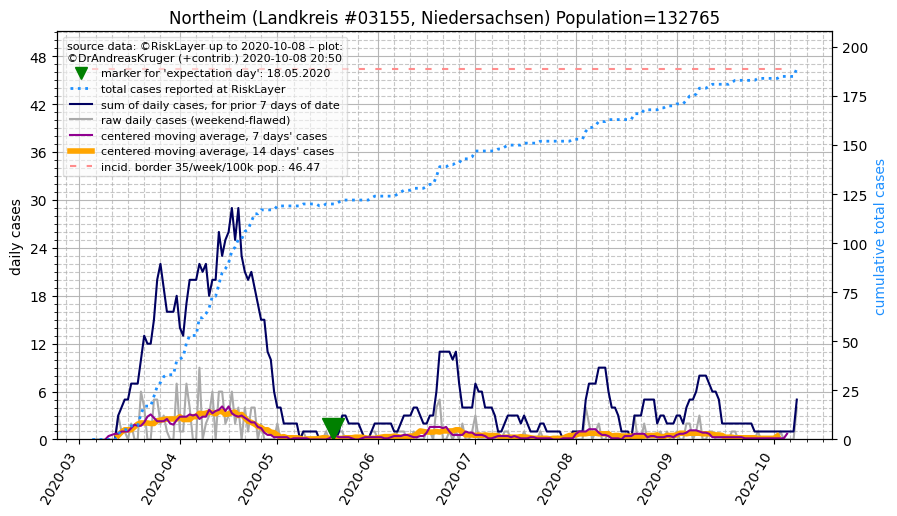 Northeim (Landkreis #03155, Niedersachsen) Population=132765
source data: ©RiskLayer up to 2020-10-08 – plot:
©DrAndreasKruger (+contrib.) 2020-10-08 20:50
marker for 'expectation day': 18.05.2020
total cases reported at RiskLayer
sum of daily cases, for prior 7 days of date
raw daily cases (weekend-flawed)
centered moving average, 7 days' cases
centered moving average, 14 days' cases
incid. border 35/week/100k pop.: 46.47
daily cases
48
42
36
30
24
18
12
6
0
200
175
150
125
100
75
50
25
0
cumulative total cases
2020-03
2020-04
2020-05
2020-06
2020-07
2020-08
2020-09
2020-10